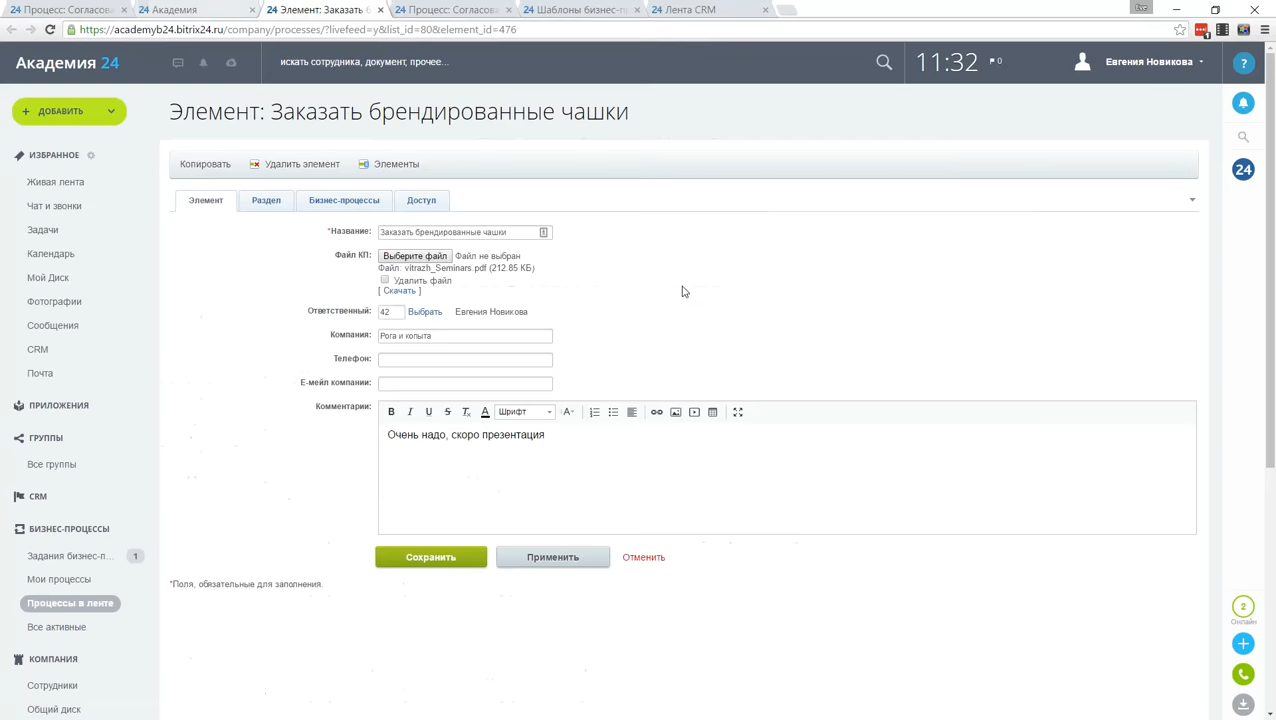 Процесс: Согласова
Академия
Элемент: Заказать б
Процесс: Согласова
Шаблоны бизнес-п
Лента CRM
Eve
https://academyb24.bitrix24.ru/company/processes/?livefeed=y&list_id=80&element_id=476
1
Академия 24
искать сотрудника, документ, прочее...
11:32
0
Евгения Новикова
?
+ ДОБАВИТЬ
Элемент: Заказать брендированные чашки
ИЗБРАННОЕ
Живая лента
Чат и звонки
Задачи
Календарь
Мой Диск
Фотографии
Сообщения
CRM
Почта
ПРИЛОЖЕНИЯ
ГРУППЫ
Все группы
CRM
БИЗНЕС-ПРОЦЕССЫ
Задания бизнес-п... 1
Мои процессы
Процессы в ленте
Все активные
КОМПАНИЯ
Сотрудники
Общий диск
Копировать Удалить элемент Элементы
Элемент Раздел Бизнес-процессы Доступ
*Название: Заказать брендированные чашки
Файл КП: Выберите файл Файл не выбран
Файл: vitrazh_Seminars.pdf (212.85 КБ)
Удалить файл
[ Скачать ]
Ответственный: 42 Выбрать Евгения Новикова
Компания: Рога и копыта
Телефон:
Е-мейл компании:
Комментарии:
B I U S Tx A Шрифт A
Очень надо, скоро презентация
Сохранить Применить Отменить
*Поля, обязательные для заполнения.
24
2
Онлайн
+